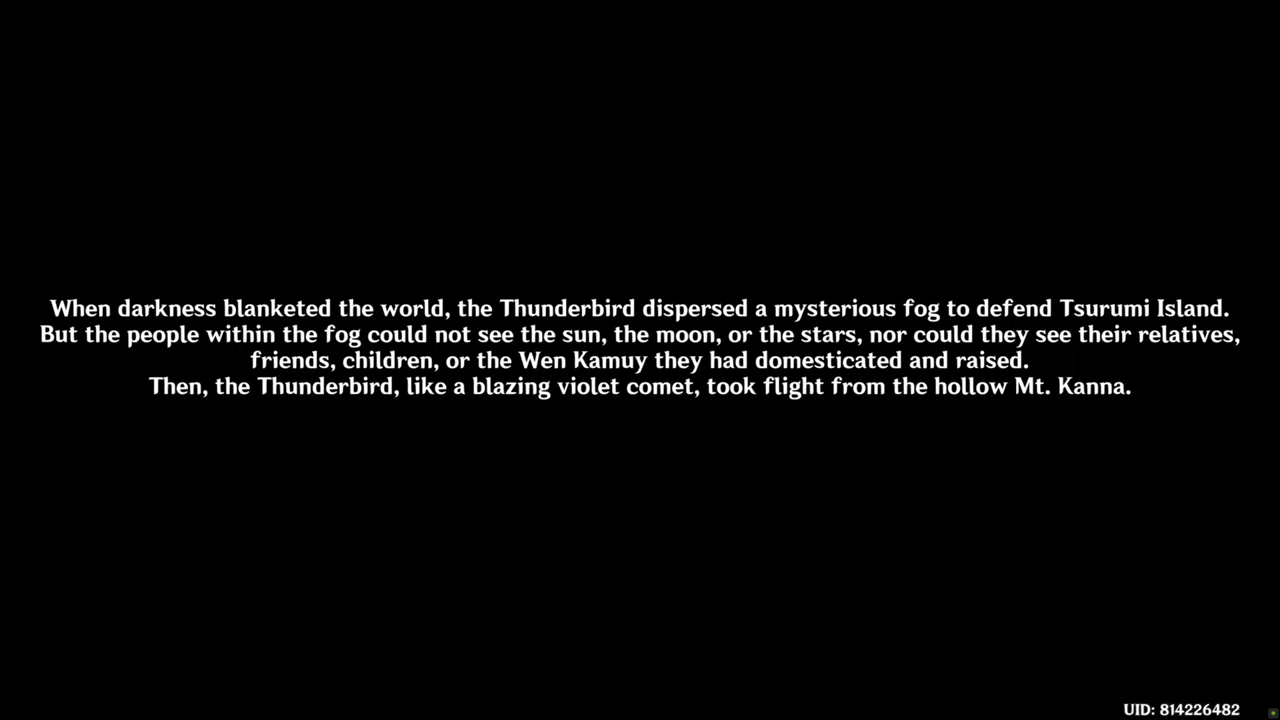 When darkness blanketed the world, the Thunderbird dispersed a mysterious fog to defend Tsurumi Island.
But the people within the fog could not see the sun, the moon, or the stars, nor could they see their relatives,
friends, children, or the Wen Kamuy they had domesticated and raised.
Then, the Thunderbird, like a blazing violet comet, took flight from the hollow Mt. Kanna.
UID: 814226482